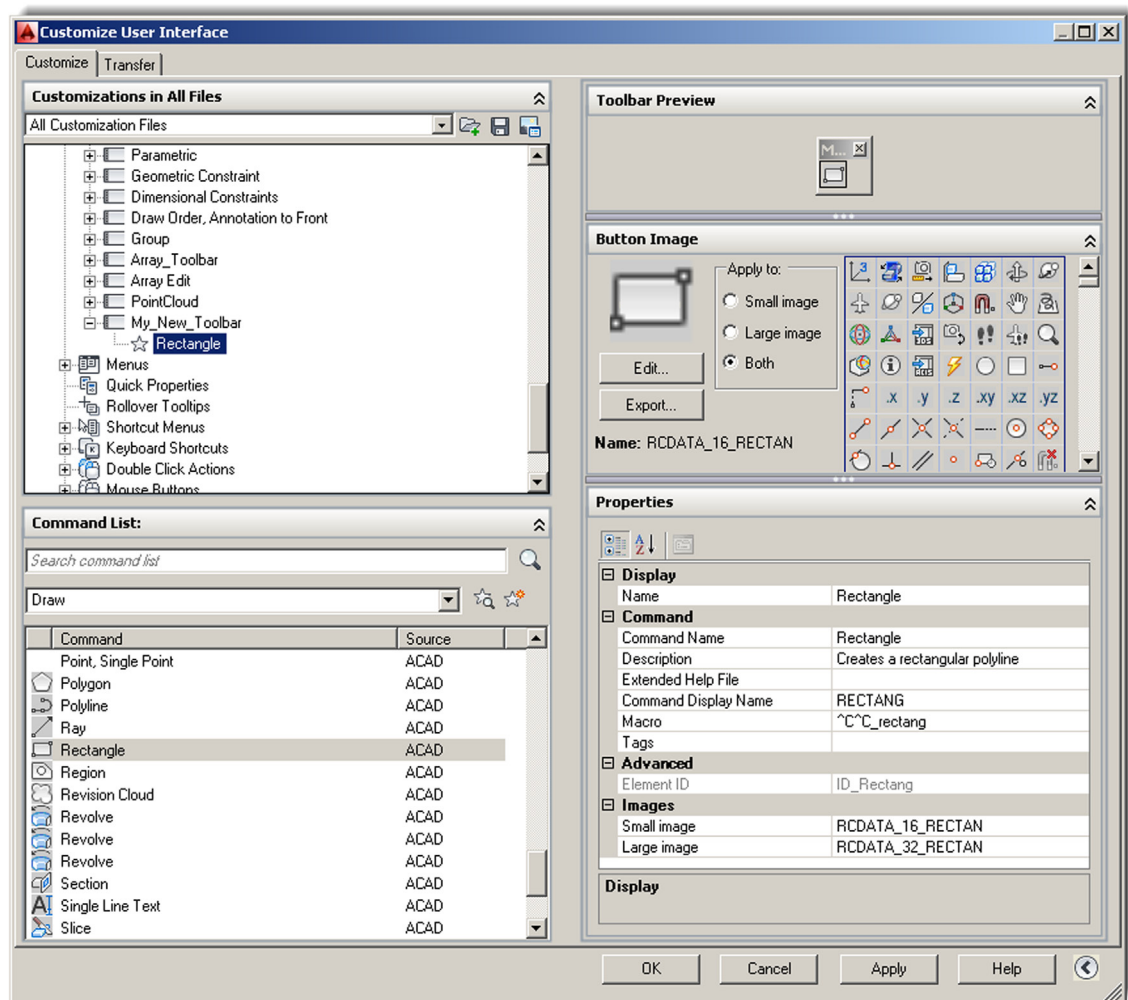 Customize User Interface
Customize
Transfer
Customizations in All Files
All Customization Files
Parametric
Geometric Constraint
Dimensional Constraints
Draw Order, Annotation to Front
Group
Array_Toolbar
Array Edit
PointCloud
My_New_Toolbar
Rectangle
Menus
Quick Properties
Rollover Tooltips
Shortcut Menus
Keyboard Shortcuts
Double Click Actions
Mouse Buttons
Command List:
Search command list
Draw
Command Source
Point, Single Point ACAD
Polygon ACAD
Polyline ACAD
Ray ACAD
Rectangle ACAD
Region ACAD
Revision Cloud ACAD
Revolve ACAD
Revolve ACAD
Revolve ACAD
Section ACAD
Single Line Text ACAD
Slice ACAD
Toolbar Preview
M...
Button Image
Apply to:
Small image
Large image
Both
Edit...
Export...
Name: RCDATA_16_RECTAN
.x .y .z .xy .xz .yz
Properties
Display
Name Rectangle
Command
Command Name Rectangle
Description Creates a rectangular polyline
Extended Help File
Command Display Name RECTANG
Macro ^C^C_rectang
Tags
Advanced
Element ID ID_Rectang
Images
Small image RCDATA_16_RECTAN
Large image RCDATA_32_RECTAN
Display
OK Cancel Apply Help